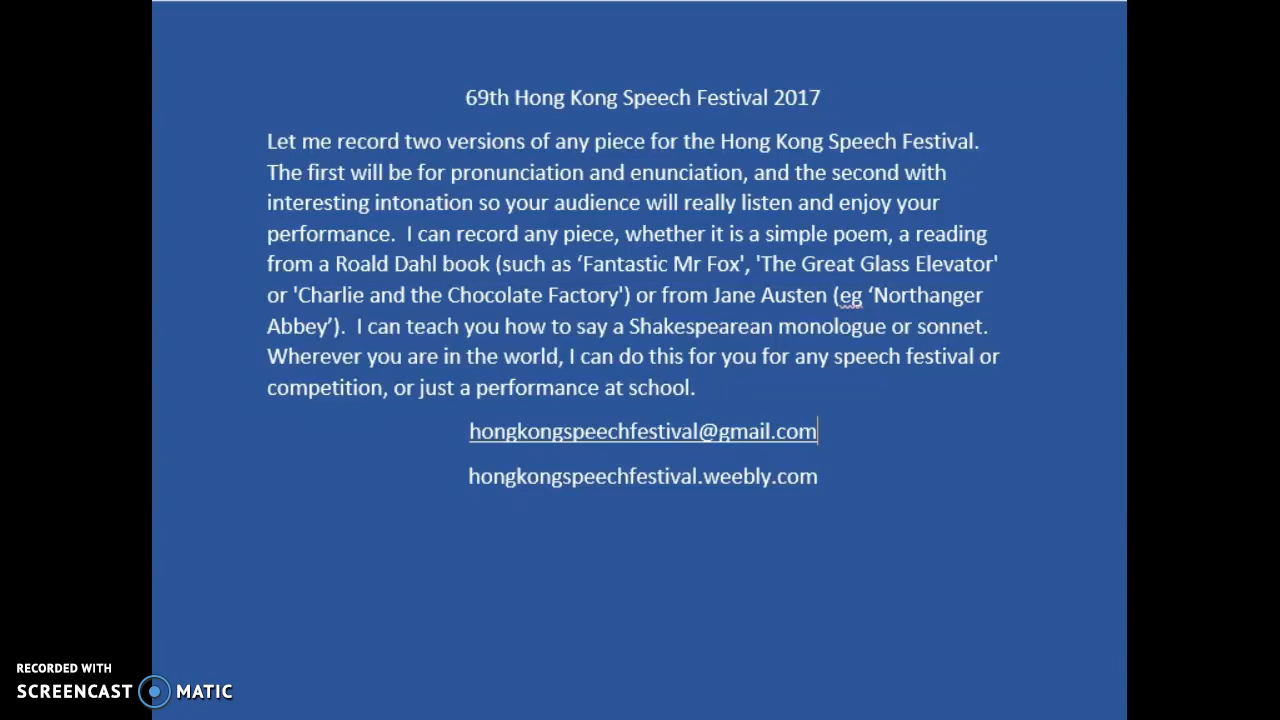 69th Hong Kong Speech Festival 2017
Let me record two versions of any piece for the Hong Kong Speech Festival.
The first will be for pronunciation and enunciation, and the second with
interesting intonation so your audience will really listen and enjoy your
performance.  I can record any piece, whether it is a simple poem, a reading
from a Roald Dahl book (such as ‘Fantastic Mr Fox', 'The Great Glass Elevator'
or 'Charlie and the Chocolate Factory') or from Jane Austen (eg ‘Northanger
Abbey’).  I can teach you how to say a Shakespearean monologue or sonnet.
Wherever you are in the world, I can do this for you for any speech festival or
competition, or just a performance at school.
hongkongspeechfestival@gmail.com
hongkongspeechfestival.weebly.com
RECORDED WITH
SCREENCAST MATIC